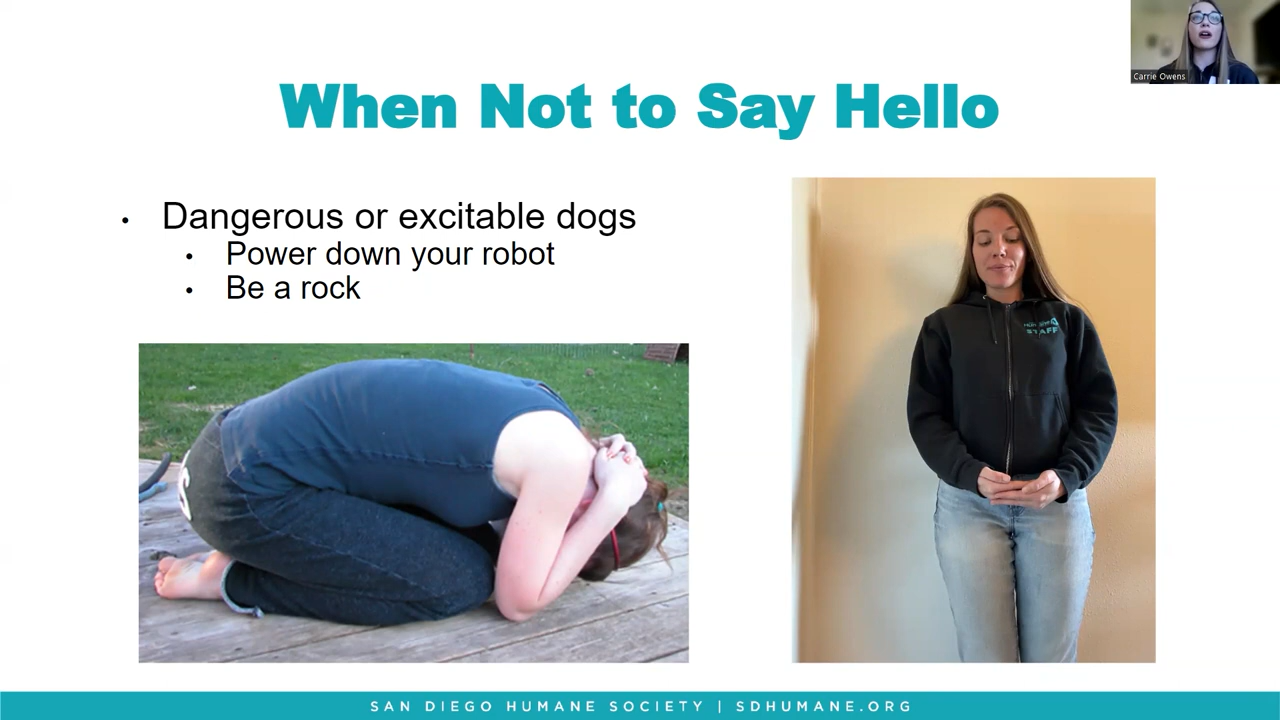 Carrie Owens
When Not to Say Hello
• Dangerous or excitable dogs
• Power down your robot
• Be a rock
STAFF
SAN DIEGO HUMANE SOCIETY | SDHUMANE.ORG